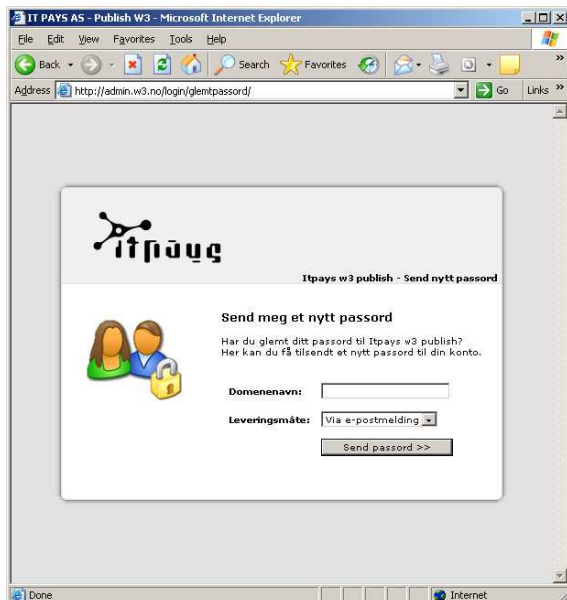 IT PAYS AS - Publish W3 - Microsoft Internet Explorer
File Edit View Favorites Tools Help
Back Search Favorites »
Address http://admin.w3.no/login/glemtpassord/ Go Links »
itpays
Itpays w3 publish - Send nytt passord
Send meg et nytt passord
Har du glemt ditt passord til Itpays w3 publish?
Her kan du få tilsendt et nytt passord til din konto.
Domenenavn:
Leveringsmåte: Via e-postmelding
Send passord >>
Done Internet